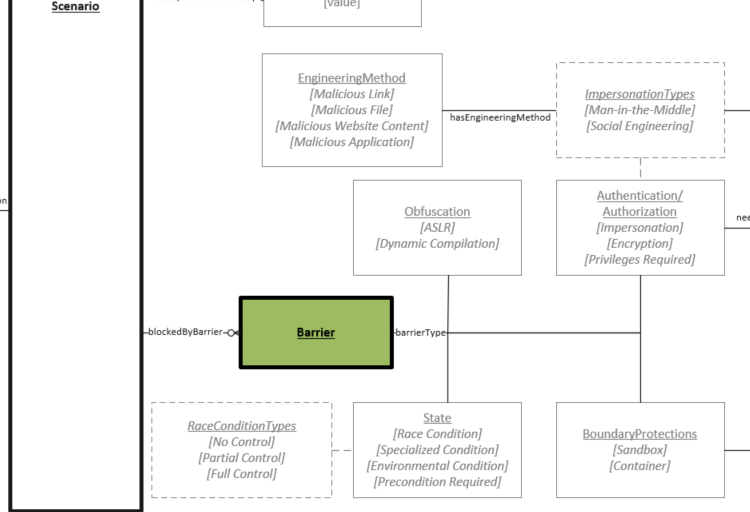 Scenario
[Value]
EngineeringMethod
[Malicious Link]
[Malicious File]
[Malicious Website Content]
[Malicious Application]
hasEngineeringMethod
ImpersonationTypes
[Man-in-the-Middle]
[Social Engineering]
Obfuscation
[ASLR]
[Dynamic Compilation]
Authentication/
Authorization
[Impersonation]
[Encryption]
[Privileges Required]
blockedByBarrier
Barrier
barrierType
RaceConditionTypes
[No Control]
[Partial Control]
[Full Control]
State
[Race Condition]
[Specialized Condition]
[Environmental Condition]
[Precondition Required]
BoundaryProtections
[Sandbox]
[Container]